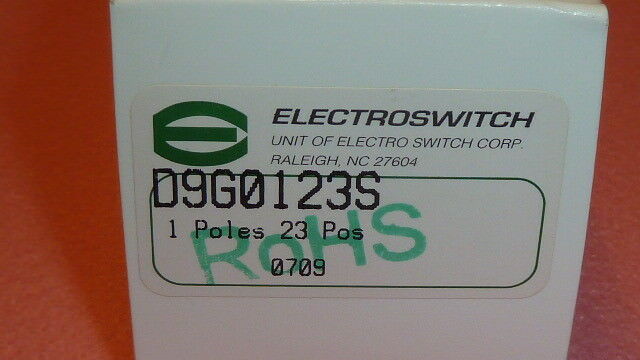 ELECTROSWITCH
UNIT OF ELECTRO SWITCH CORP.
RALEIGH, NC 27604
D9G0123S
1 Poles 23 Pos
RoHS
0709